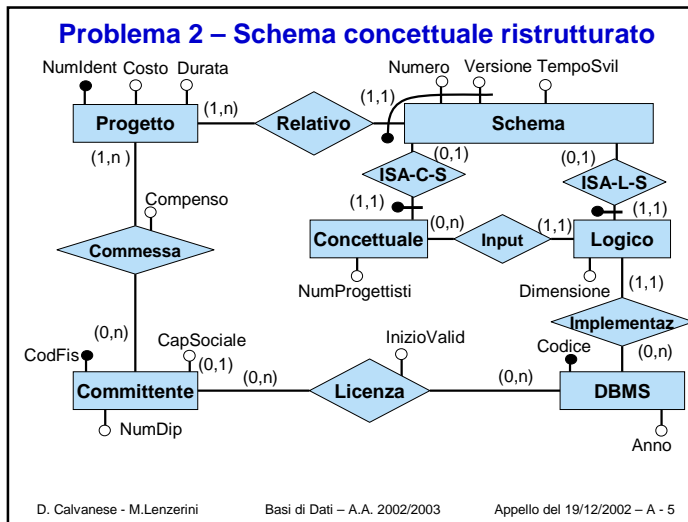 Problema 2 – Schema concettuale ristrutturato
NumIdent Costo Durata
Numero Versione TempoSvil
(1,n) (1,1)
Progetto Relativo Schema
(1,n) (0,1) (0,1)
ISA-C-S ISA-L-S
Compenso
(1,1) (1,1)
(0,n) (1,1)
Commessa Concettuale Input Logico
NumProgettisti Dimensione (1,1)
(0,n) CapSociale InizioValid Implementaz
CodFis (0,1) Codice (0,n)
(0,n) (0,n)
Committente Licenza DBMS
NumDip
Anno
D. Calvanese - M.Lenzerini Basi di Dati – A.A. 2002/2003 Appello del 19/12/2002 – A - 5